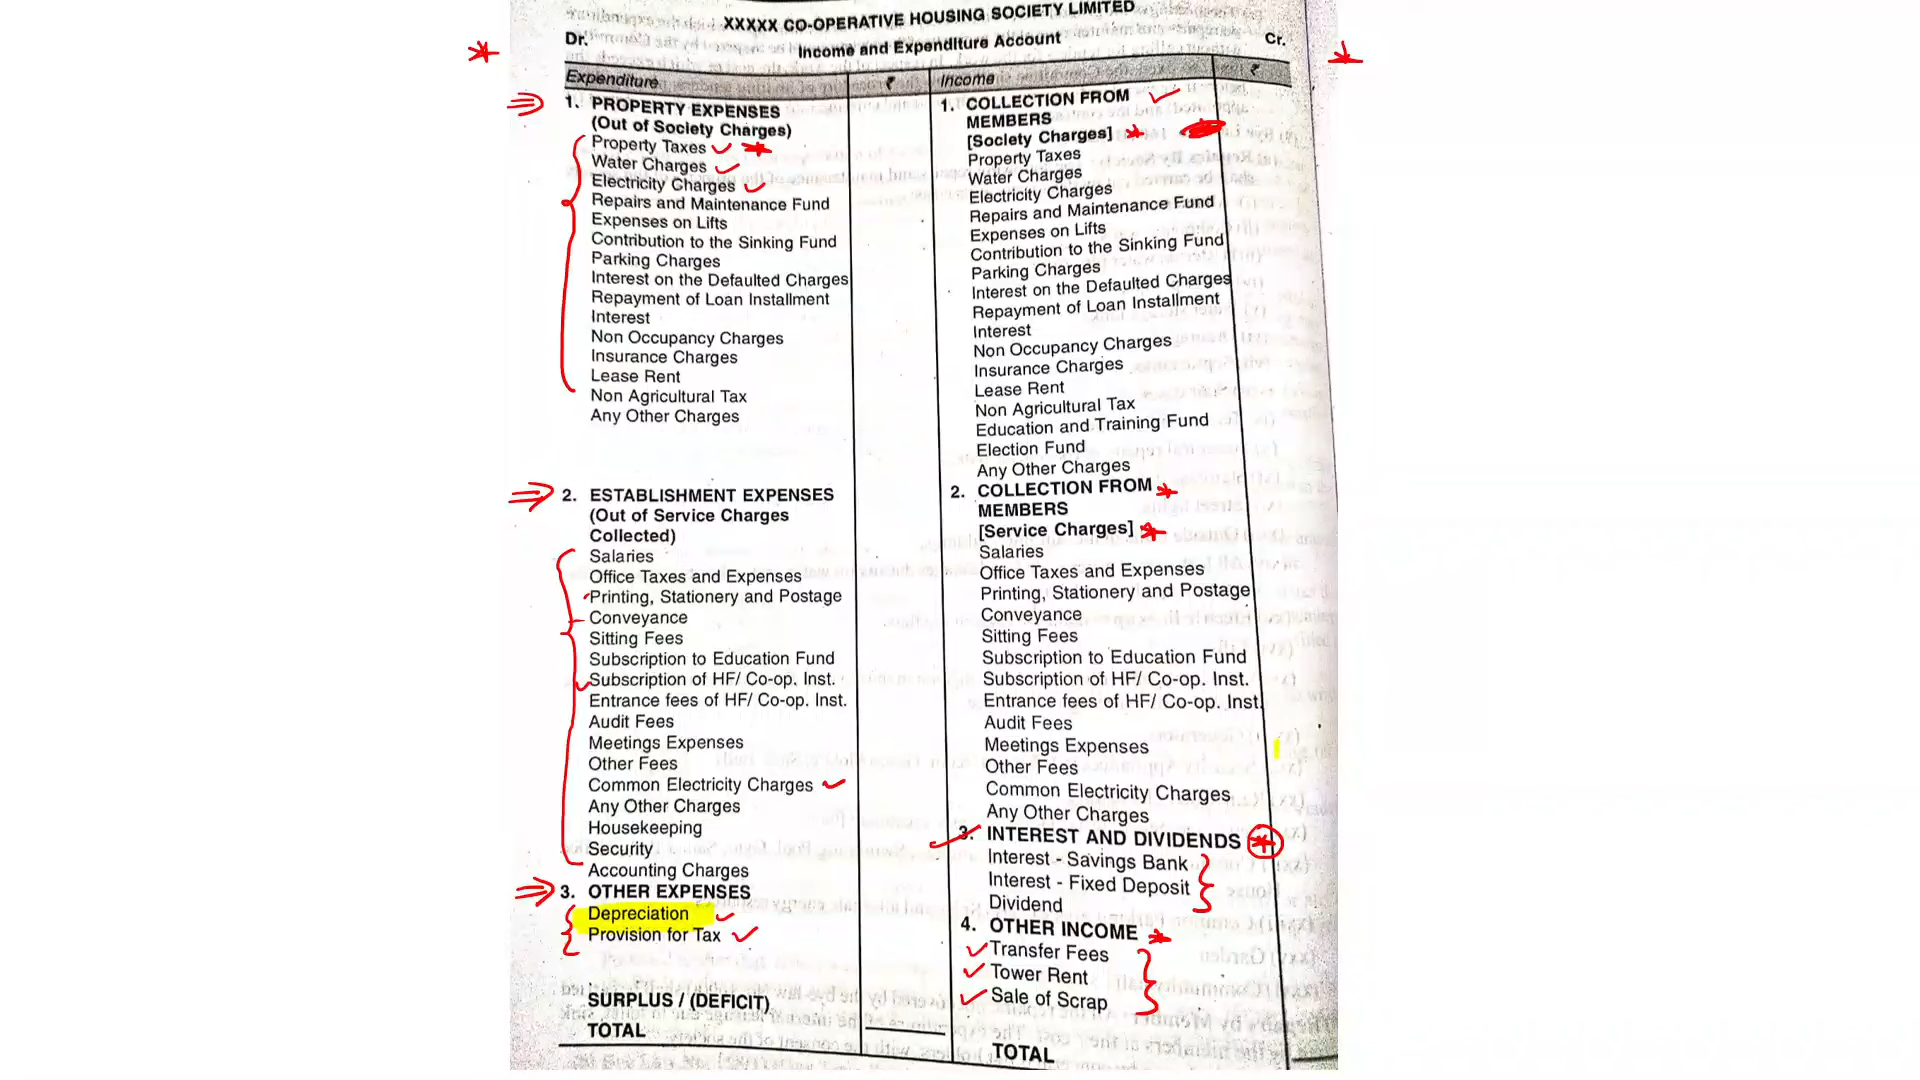 XXXXX CO-OPERATIVE HOUSING SOCIETY LIMITED
Dr.
Income and Expenditure Account
Cr.
Expenditure
₹
Income
₹
1. PROPERTY EXPENSES
(Out of Society Charges)
Property Taxes
Water Charges
Electricity Charges
Repairs and Maintenance Fund
Expenses on Lifts
Contribution to the Sinking Fund
Parking Charges
Interest on the Defaulted Charges
Repayment of Loan Installment
Interest
Non Occupancy Charges
Insurance Charges
Lease Rent
Non Agricultural Tax
Any Other Charges
2. ESTABLISHMENT EXPENSES
(Out of Service Charges
Collected)
Salaries
Office Taxes and Expenses
Printing, Stationery and Postage
Conveyance
Sitting Fees
Subscription to Education Fund
Subscription of HF/ Co-op. Inst.
Entrance fees of HF/ Co-op. Inst.
Audit Fees
Meetings Expenses
Other Fees
Common Electricity Charges
Any Other Charges
Housekeeping
Security
Accounting Charges
3. OTHER EXPENSES
Depreciation
Provision for Tax
SURPLUS / (DEFICIT)
TOTAL
1. COLLECTION FROM
MEMBERS
[Society Charges]
Property Taxes
Water Charges
Electricity Charges
Repairs and Maintenance Fund
Expenses on Lifts
Contribution to the Sinking Fund
Parking Charges
Interest on the Defaulted Charges
Repayment of Loan Installment
Interest
Non Occupancy Charges
Insurance Charges
Lease Rent
Non Agricultural Tax
Education and Training Fund
Election Fund
Any Other Charges
2. COLLECTION FROM
MEMBERS
[Service Charges]
Salaries
Office Taxes and Expenses
Printing, Stationery and Postage
Conveyance
Sitting Fees
Subscription to Education Fund
Subscription of HF/ Co-op. Inst.
Entrance fees of HF/ Co-op. Inst.
Audit Fees
Meetings Expenses
Other Fees
Common Electricity Charges
Any Other Charges
3. INTEREST AND DIVIDENDS
Interest - Savings Bank
Interest - Fixed Deposit
Dividend
4. OTHER INCOME
Transfer Fees
Tower Rent
Sale of Scrap
TOTAL